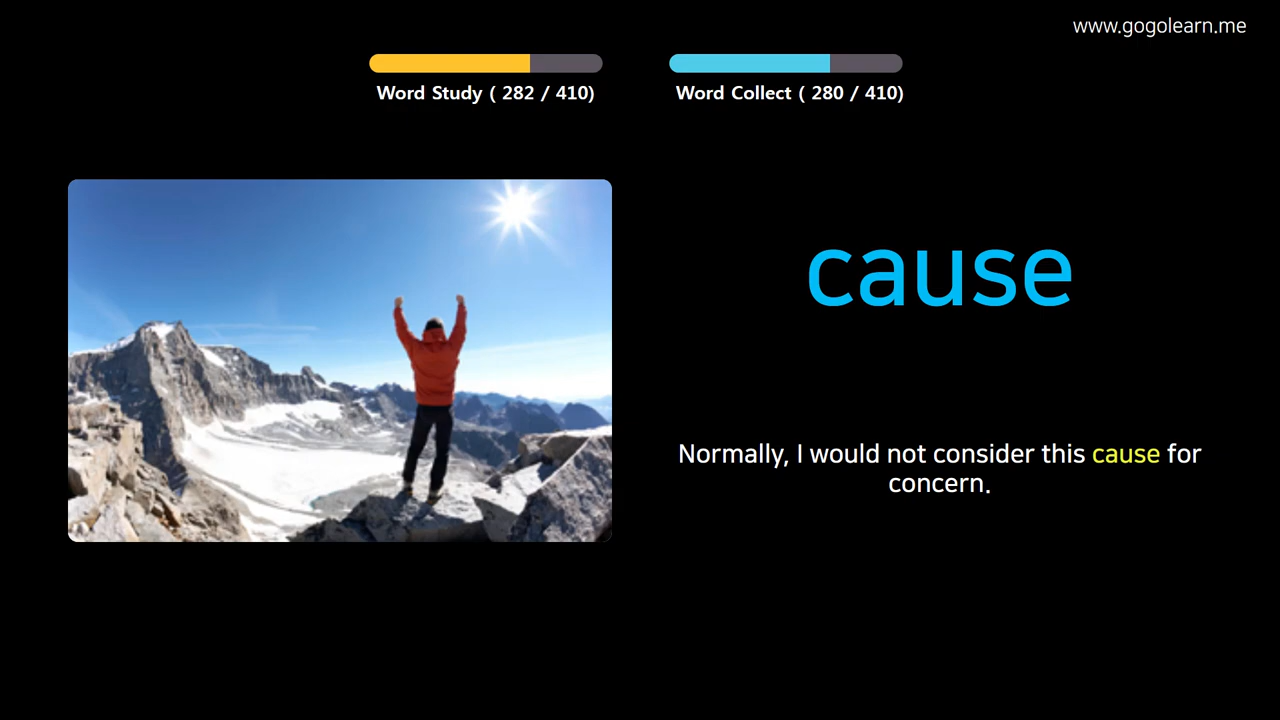 www.gogolearn.me
Word Study ( 282 / 410)
Word Collect ( 280 / 410)
cause
Normally, I would not consider this cause for
concern.